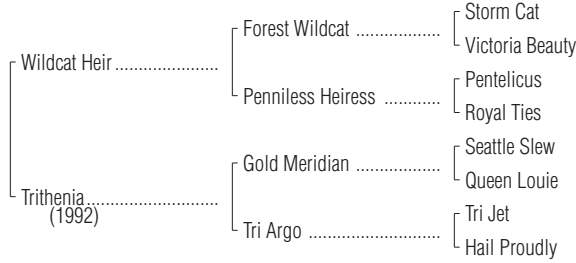 Storm Cat
Forest Wildcat ..................
Victoria Beauty
Wildcat Heir ......................
Pentelicus
Penniless Heiress ............
Royal Ties
Seattle Slew
Gold Meridian ..................
Queen Louie
Trithenia ............................
(1992)
Tri Jet
Tri Argo ............................
Hail Proudly